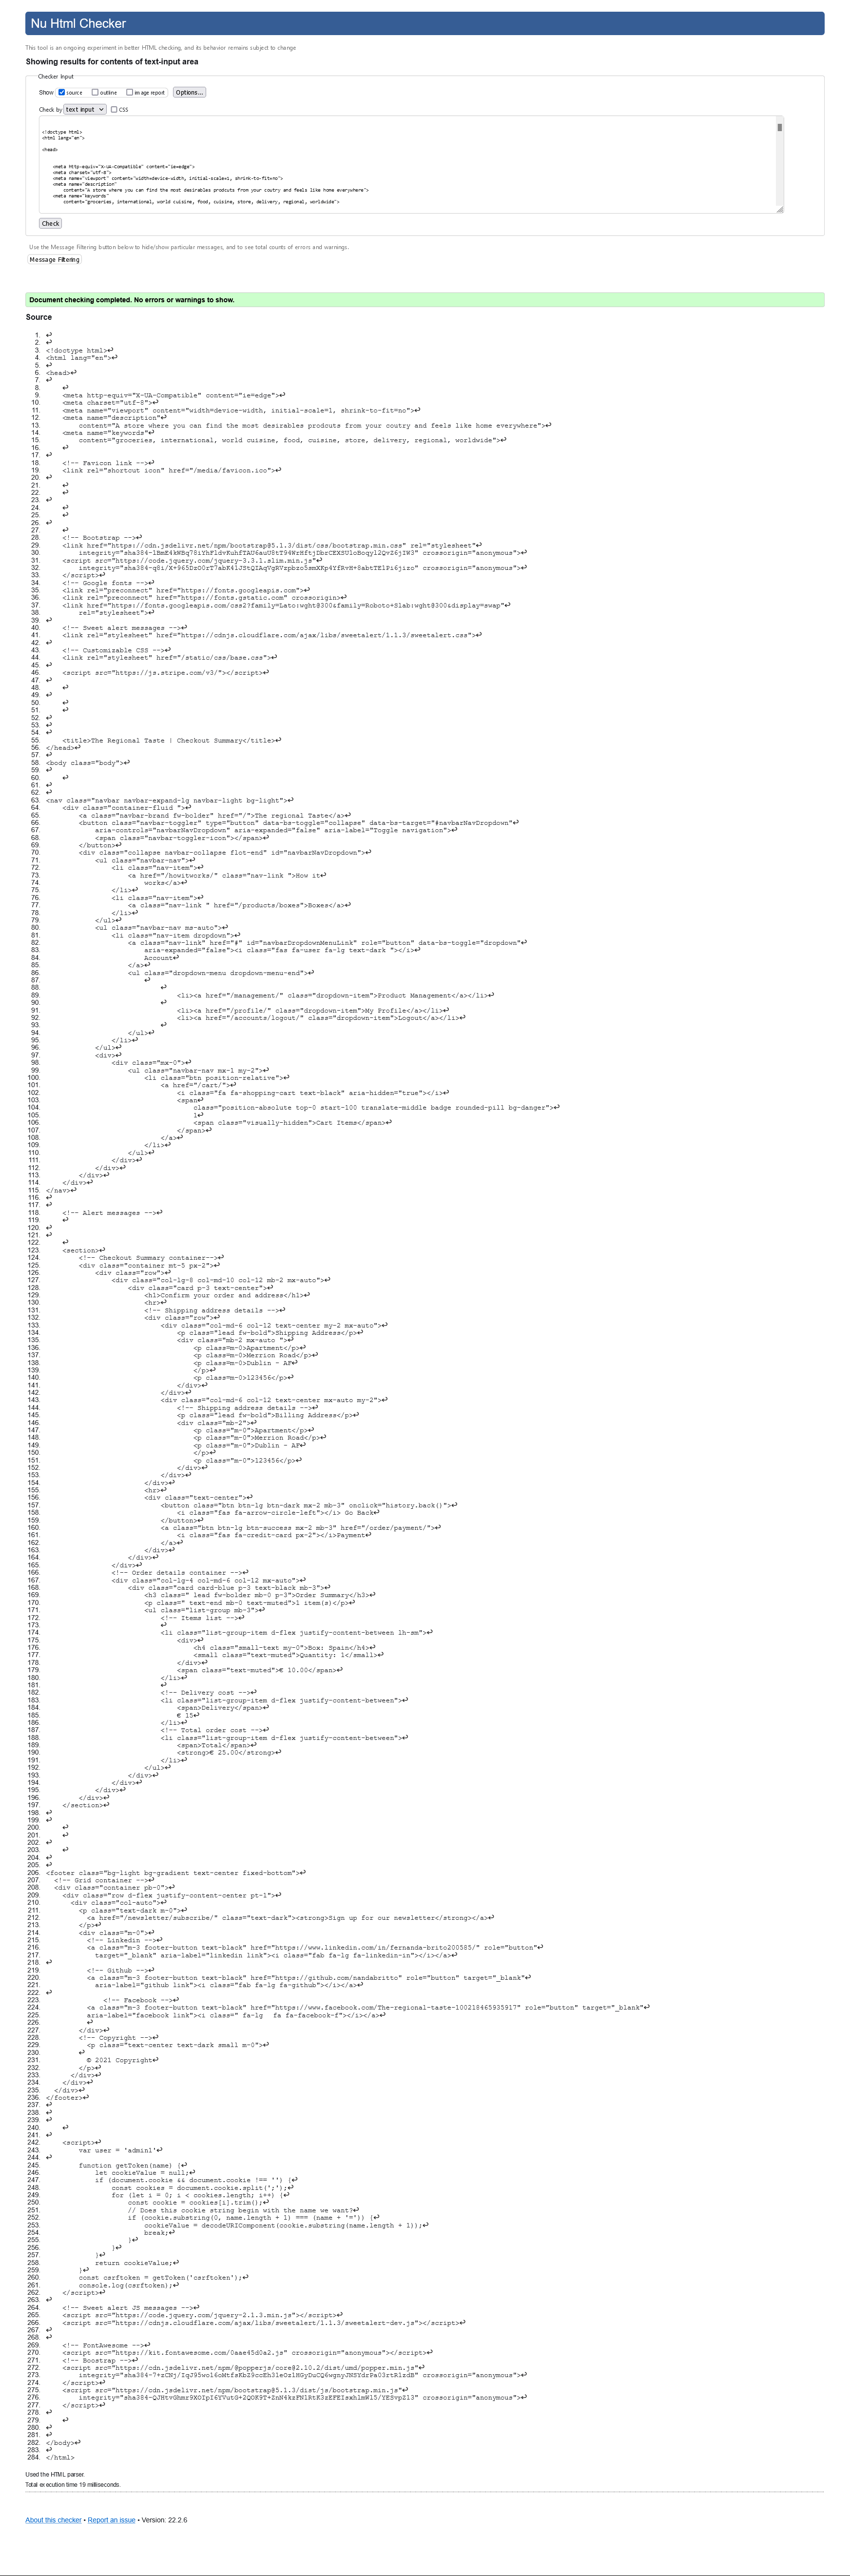 Nu Html Checker
This tool is an ongoing experiment in better HTML checking, and its behavior remains subject to change
Showing results for contents of text-input area
Checker Input
Show source outline image report Options...
Check by text input CSS
<!doctype html>
<html lang="en">
<head>
<meta http-equiv="X-UA-Compatible" content="ie=edge">
<meta charset="utf-8">
<meta name="viewport" content="width=device-width, initial-scale=1, shrink-to-fit=no">
<meta name="description"
content="A store where you can find the most desirables prodcuts from your coutry and feels like home everywhere">
<meta name="keywords"
content="groceries, international, world cuisine, food, cuisine, store, delivery, regional, worldwide">
Check
Use the Message Filtering button below to hide/show particular messages, and to see total counts of errors and warnings.
Message Filtering
Document checking completed. No errors or warnings to show.
Source
1. ↩
2. ↩
3. <!doctype html>↩
4. <html lang="en">↩
5. ↩
6. <head>↩
7. ↩
8. ↩
9. <meta http-equiv="X-UA-Compatible" content="ie=edge">↩
10. <meta charset="utf-8">↩
11. <meta name="viewport" content="width=device-width, initial-scale=1, shrink-to-fit=no">↩
12. <meta name="description"↩
13. content="A store where you can find the most desirables prodcuts from your coutry and feels like home everywhere">↩
14. <meta name="keywords"↩
15. content="groceries, international, world cuisine, food, cuisine, store, delivery, regional, worldwide">↩
16. ↩
17. ↩
18. <!-- Favicon link -->↩
19. <link rel="shortcut icon" href="/media/favicon.ico">↩
20. ↩
21. ↩
22. ↩
23. ↩
24. ↩
25. ↩
26. ↩
27. ↩
28. <!-- Bootstrap -->↩
29. <link href="https://cdn.jsdelivr.net/npm/bootstrap@5.1.3/dist/css/bootstrap.min.css" rel="stylesheet"↩
30. crossorigin="anonymous">↩
31. <script src="https://code.jquery.com/jquery-3.3.1.slim.min.js"↩
32. crossorigin="anonymous">↩
33. </script>↩
34. <!-- Google fonts -->↩
35. <link rel="preconnect" href="https://fonts.googleapis.com">↩
36. <link rel="preconnect" href="https://fonts.gstatic.com" crossorigin>↩
37. <link href="https://fonts.googleapis.com/css2?family=Lato:wght@300&family=Roboto+Slab:wght@300&display=swap"↩
38. rel="stylesheet">↩
39. ↩
40. <!-- Sweet alert messages -->↩
41. <link rel="stylesheet" href="https://cdnjs.cloudflare.com/ajax/libs/sweetalert/1.1.3/sweetalert.css">↩
42. ↩
43. <!-- Customizable CSS -->↩
44. <link rel="stylesheet" href="/static/css/base.css">↩
45. ↩
46. <script src="https://js.stripe.com/v3/"></script>↩
47. ↩
48. ↩
49. ↩
50. ↩
51. ↩
52. ↩
53. ↩
54. ↩
55. <title>The Regional Taste | Checkout Summary</title>↩
56. </head>↩
57. ↩
58. <body class="body">↩
59. ↩
60. ↩
61. ↩
62. ↩
63. <nav class="navbar navbar-expand-lg navbar-light bg-light">↩
64. <div class="container-fluid ">↩
65. <a class="navbar-brand fw-bolder" href="/">The regional Taste</a>↩
66. <button class="navbar-toggler" type="button" data-bs-toggle="collapse" data-bs-target="#navbarNavDropdown"↩
67. aria-controls="navbarNavDropdown" aria-expanded="false" aria-label="Toggle navigation">↩
68. <span class="navbar-toggler-icon"></span>↩
69. </button>↩
70. <div class="collapse navbar-collapse flot-end" id="navbarNavDropdown">↩
71. <ul class="navbar-nav">↩
72. <li class="nav-item">↩
73. <a href="/howitworks/" class="nav-link ">How it↩
74. works</a>↩
75. </li>↩
76. <li class="nav-item">↩
77. <a class="nav-link " href="/products/boxes">Boxes</a>↩
78. </li>↩
79. </ul>↩
80. <ul class="navbar-nav ms-auto">↩
81. <li class="nav-item dropdown">↩
82. <a class="nav-link" href="#" id="navbarDropdownMenuLink" role="button" data-bs-toggle="dropdown"↩
83. aria-expanded="false"><i class="fas fa-user fa-lg text-dark "></i>↩
84. Account↩
85. </a>↩
86. <ul class="dropdown-menu dropdown-menu-end">↩
87. ↩
88. ↩
89. <li><a href="/management/" class="dropdown-item">Product Management</a></li>↩
90. ↩
91. <li><a href="/profile/" class="dropdown-item">My Profile</a></li>↩
92. <li><a href="/accounts/logout/" class="dropdown-item">Logout</a></li>↩
93. ↩
94. </ul>↩
95. </li>↩
96. </ul>↩
97. <div>↩
98. <div class="mx-0">↩
99. <ul class="navbar-nav mx-1 my-2">↩
100. <li class="btn position-relative">↩
101. <a href="/cart/">↩
102. <i class="fa fa-shopping-cart text-black" aria-hidden="true"></i>↩
103. <span↩
104. class="position-absolute top-0 start-100 translate-middle badge rounded-pill bg-danger">↩
105. 1↩
106. <span class="visually-hidden">Cart Items</span>↩
107. </span>↩
108. </a>↩
109. </li>↩
110. </ul>↩
111. </div>↩
112. </div>↩
113. </div>↩
114. </div>↩
115. </nav>↩
116. ↩
117. ↩
118. <!-- Alert messages -->↩
119. ↩
120. ↩
121. ↩
122. ↩
123. <section>↩
124. <!-- Checkout Summary container-->↩
125. <div class="container mt-5 px-2">↩
126. <div class="row">↩
127. <div class="col-lg-8 col-md-10 col-12 mb-2 mx-auto">↩
128. <div class="card p-3 text-center">↩
129. <h1>Confirm your order and address</h1>↩
130. <hr>↩
131. <!-- Shipping address details -->↩
132. <div class="row">↩
133. <div class="col-md-6 col-12 text-center my-2 mx-auto">↩
134. <p class="lead fw-bold">Shipping Address</p>↩
135. <div class="mb-2 mx-auto ">↩
136. <p class=m-0>Apartment</p>↩
137. <p class=m-0>Merrion Road</p>↩
138. <p class=m-0>Dublin - AF↩
139. </p>↩
140. <p class=m-0>123456</p>↩
141. </div>↩
142. </div>↩
143. <div class="col-md-6 col-12 text-center mx-auto my-2">↩
144. <!-- Shipping address details -->↩
145. <p class="lead fw-bold">Billing Address</p>↩
146. <div class="mb-2">↩
147. <p class="m-0">Apartment</p>↩
148. <p class="m-0">Merrion Road</p>↩
149. <p class="m-0">Dublin - AF↩
150. </p>↩
151. <p class="m-0">123456</p>↩
152. </div>↩
153. </div>↩
154. </div>↩
155. <hr>↩
156. <div class="text-center">↩
157. <button class="btn btn-lg btn-dark mx-2 mb-3" onclick="history.back()">↩
158. <i class="fas fa-arrow-circle-left"></i> Go Back↩
159. </button>↩
160. <a class="btn btn-lg btn-success mx-2 mb-3" href="/order/payment/">↩
161. <i class="fas fa-credit-card px-2"></i>Payment↩
162. </a>↩
163. </div>↩
164. </div>↩
165. </div>↩
166. <!-- Order details container -->↩
167. <div class="col-lg-4 col-md-6 col-12 mx-auto">↩
168. <div class="card card-blue p-3 text-black mb-3">↩
169. <h3 class=" lead fw-bolder mb-0 p-3">Order Summary</h3>↩
170. <p class=" text-end mb-0 text-muted">1 item(s)</p>↩
171. <ul class="list-group mb-3">↩
172. <!-- Items list -->↩
173. ↩
174. <li class="list-group-item d-flex justify-content-between lh-sm">↩
175. <div>↩
176. <h4 class="small-text my-0">Box: Spain</h4>↩
177. <small class="text-muted">Quantity: 1</small>↩
178. </div>↩
179. <span class="text-muted">€ 10.00</span>↩
180. </li>↩
181. ↩
182. <!-- Delivery cost -->↩
183. <li class="list-group-item d-flex justify-content-between">↩
184. <span>Delivery</span>↩
185. € 15↩
186. </li>↩
187. <!-- Total order cost -->↩
188. <li class="list-group-item d-flex justify-content-between">↩
189. <span>Total</span>↩
190. <strong>€ 25.00</strong>↩
191. </li>↩
192. </ul>↩
193. </div>↩
194. </div>↩
195. </div>↩
196. </div>↩
197. </section>↩
198. ↩
199. ↩
200. ↩
201. ↩
202. ↩
203. ↩
204. ↩
205. ↩
206. <footer class="bg-light bg-gradient text-center fixed-bottom">↩
207. <!-- Grid container -->↩
208. <div class="container pb-0">↩
209. <div class="row d-flex justify-content-center pt-1">↩
210. <div class="col-auto">↩
211. <p class="text-dark m-0">↩
212. <a href="/newsletter/subscribe/" class="text-dark"><strong>Sign up for our newsletter</strong></a>↩
213. </p>↩
214. <div class="m-0">↩
215. <!-- Linkedin -->↩
216. <a class="m-3 footer-button text-black" href="https://www.linkedin.com/in/fernanda-brito200585/" role="button"↩
217. target="_blank" aria-label="linkedin link"><i class="fab fa-lg fa-linkedin-in"></i></a>↩
218. ↩
219. <!-- Github -->↩
220. <a class="m-3 footer-button text-black" href="https://github.com/nandabritto" role="button" target="_blank"↩
221. aria-label="github link"><i class="fab fa-lg fa-github"></i></a>↩
222. ↩
223. <!-- Facebook -->↩
224. <a class="m-3 footer-button text-black" href="https://www.facebook.com/The-regional-taste-100218465935917" role="button" target="_blank"↩
225. aria-label="facebook link"><i class=" fa-lg fa fa-facebook-f"></i></a>↩
226. ↩
227. </div>↩
228. <!-- Copyright -->↩
229. <p class="text-center text-dark small m-0">↩
230. ↩
231. © 2021 Copyright↩
232. </p>↩
233. </div>↩
234. </div>↩
235. </div>↩
236. </footer>↩
237. ↩
238. ↩
239. ↩
240. ↩
241. ↩
242. <script>↩
243. var user = 'admin1'↩
244. ↩
245. function getToken(name) {↩
246. let cookieValue = null;↩
247. if (document.cookie && document.cookie !== '') {↩
248. const cookies = document.cookie.split(';');↩
249. for (let i = 0; i < cookies.length; i++) {↩
250. const cookie = cookies[i].trim();↩
251. // Does this cookie string begin with the name we want?↩
252. if (cookie.substring(0, name.length + 1) === (name + '=')) {↩
253. cookieValue = decodeURIComponent(cookie.substring(name.length + 1));↩
254. break;↩
255. }↩
256. }↩
257. }↩
258. return cookieValue;↩
259. }↩
260. const csrftoken = getToken('csrftoken');↩
261. console.log(csrftoken);↩
262. </script>↩
263. ↩
264. <!-- Sweet alert JS messages -->↩
265. <script src="https://code.jquery.com/jquery-2.1.3.min.js"></script>↩
266. <script src="https://cdnjs.cloudflare.com/ajax/libs/sweetalert/1.1.3/sweetalert-dev.js"></script>↩
267. ↩
268. ↩
269. <!-- FontAwesome -->↩
270. <script src="https://kit.fontawesome.com/0aae45d0a2.js" crossorigin="anonymous"></script>↩
271. <!-- Boostrap -->↩
272. <script src="https://cdn.jsdelivr.net/npm/@popperjs/core@2.10.2/dist/umd/popper.min.js"↩
273. crossorigin="anonymous">↩
274. </script>↩
275. <script src="https://cdn.jsdelivr.net/npm/bootstrap@5.1.3/dist/js/bootstrap.min.js"↩
276. crossorigin="anonymous">↩
277. </script>↩
278. ↩
279. ↩
280. ↩
281. ↩
282. </body>↩
283. ↩
284. </html>
Used the HTML parser.
Total execution time 19 milliseconds.
About this checker • Report an issue • Version: 22.2.6